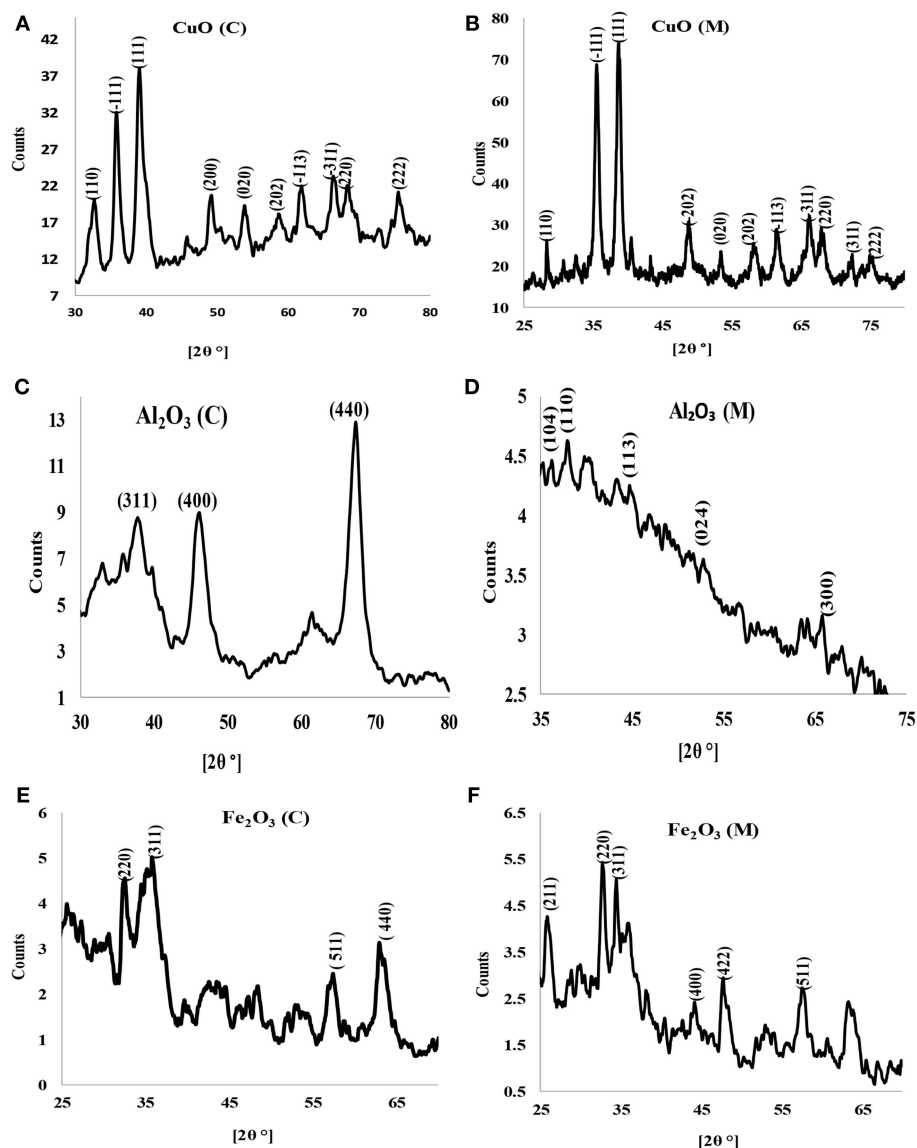 A
CuO (C)
Counts
42
37
32
27
22
17
12
7
(110)
(-111)
(111)
(200)
(020)
(202)
-113)
-311)
220)
(222)
30 40 50 60 70 80
[2θ °]
B
CuO (M)
Counts
80
70
60
50
40
30
20
10
(110)
(-111)
(111)
-202)
(020)
(202)
-113)
311)
(220)
(311)
(222)
25 35 45 55 65 75
[2θ °]
C
Al₂O₃ (C)
Counts
13
11
9
7
5
3
1
(311)
(400)
(440)
30 40 50 60 70 80
[2θ °]
D
Al₂O₃ (M)
Counts
5
4.5
4
3.5
3
2.5
(104)
(110)
(113)
(024)
(300)
35 45 55 65 75
[2θ °]
E
Fe₂O₃ (C)
Counts
6
5
4
3
2
1
0
(220)
(311)
( 511)
( 440)
25 35 45 55 65
[2θ °]
F
Fe₂O₃ (M)
Counts
6.5
5.5
4.5
3.5
2.5
1.5
0.5
(211)
(220)
(311)
(400)
(422)
(511)
25 35 45 55 65
[2θ °]